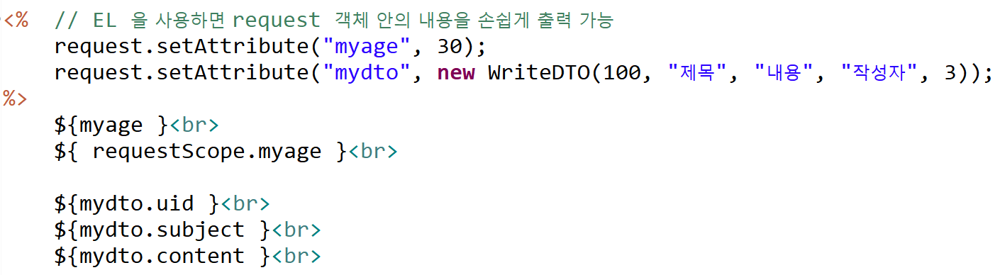 <%  // EL 을 사용하면 request 객체 안의 내용을 손쉽게 출력 가능
request.setAttribute("myage", 30);
request.setAttribute("mydto", new WriteDTO(100, "제목", "내용", "작성자", 3));
%>
${myage }<br>
${ requestScope.myage }<br>
${mydto.uid }<br>
${mydto.subject }<br>
${mydto.content }<br>